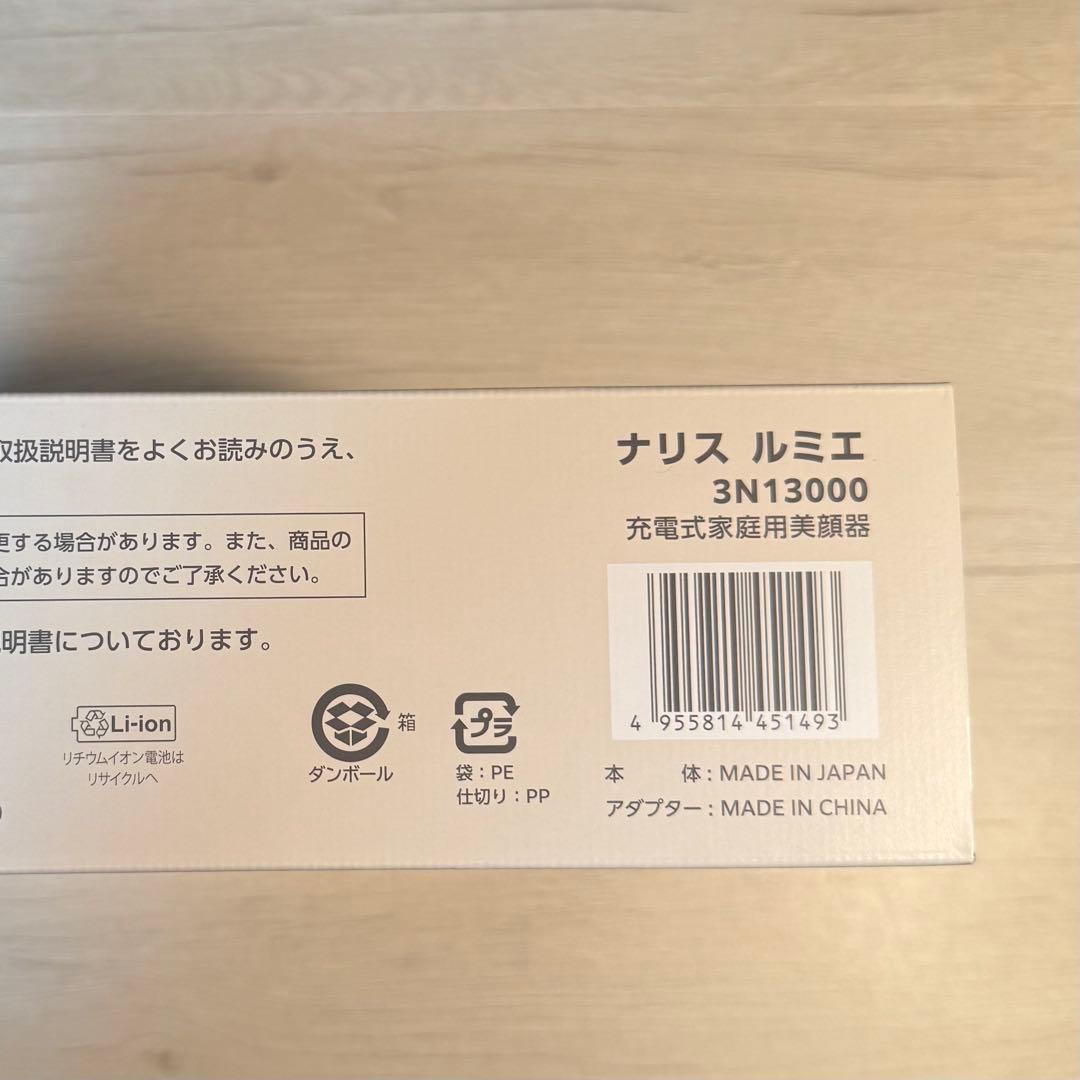 取扱説明書をよくお読みのうえ、
更する場合があります。また、商品の
合がありますのでご了承ください。
明書についております。
Li-ion
リチウムイオン電池は
リサイクルへ
箱
ダンボール
プラ
袋：PE
仕切り：PP
ナリス ルミエ
3N13000
充電式家庭用美顔器
4 955814 451493
本 体：MADE IN JAPAN
アダプター：MADE IN CHINA